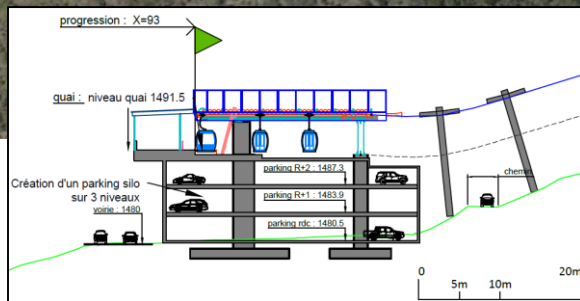 progression : X=93
quai : niveau quai 1491.5
parking R+2 : 1487.3
chemin
Création d'un parking silo
sur 3 niveaux
parking R+1 : 1483.9
voirie : 1480
parking rdc : 1480.5
0 5m 10m 20m